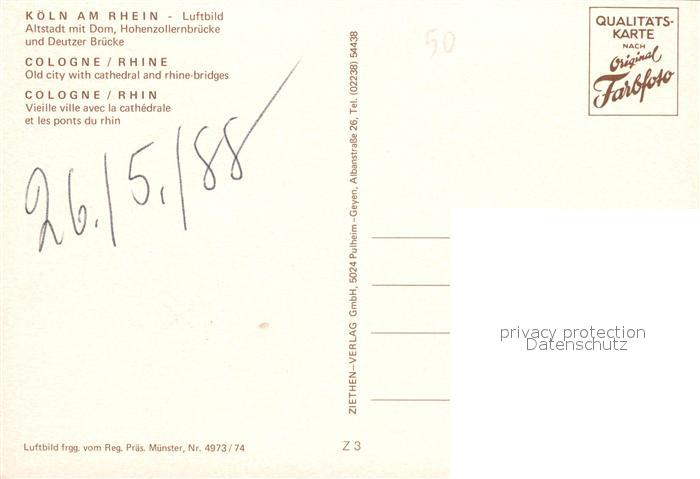 KÖLN AM RHEIN - Luftbild
Altstadt mit Dom, Hohenzollernbrücke
und Deutzer Brücke
COLOGNE / RHINE
Old city with cathedral and rhine-bridges
COLOGNE / RHIN
Vieille ville avec la cathédrale
et les ponts du rhin
26./5./88
Luftbild frgg. vom Reg. Präs. Münster, Nr. 4973/74
Z 3
ZIETHEN-VERLAG GmbH, 5024 Pulheim-Geyen, Albanstraße 26, Tel. (02238) 54438
50
QUALITÄTS-
KARTE
NACH
Original
Farbfoto
privacy protection
Datenschutz